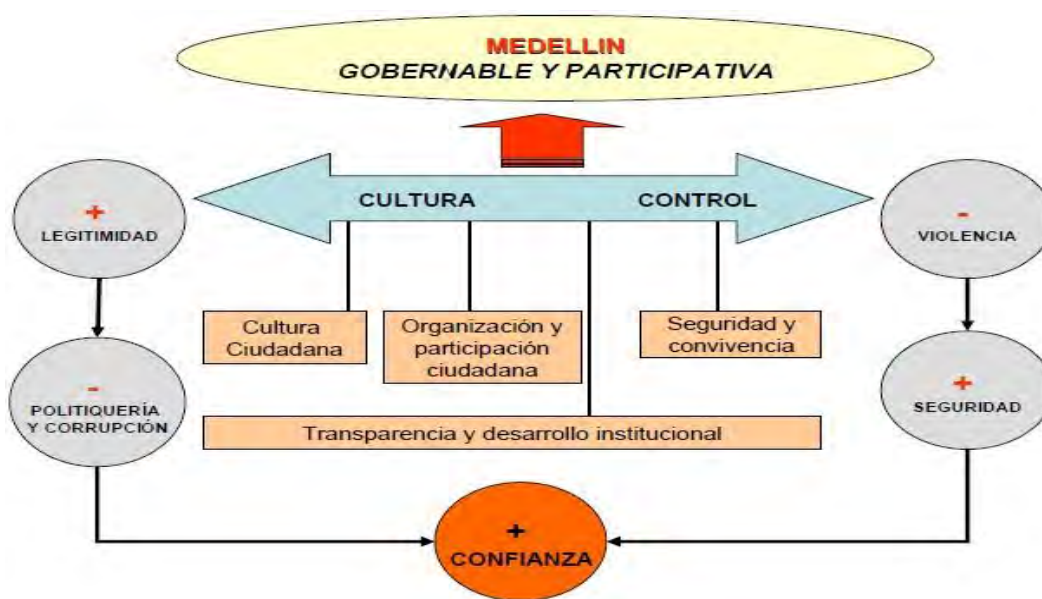 MEDELLIN
GOBERNABLE Y PARTICIPATIVA
CULTURA
CONTROL
+
LEGITIMIDAD
-
VIOLENCIA
Cultura
Ciudadana
Organización y
participación
ciudadana
Seguridad y
convivencia
-
POLITIQUERÍA
Y CORRUPCIÓN
+
SEGURIDAD
Transparencia y desarrollo institucional
+
CONFIANZA